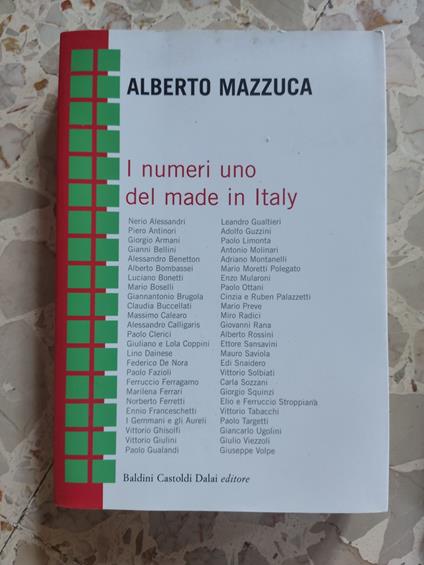 ALBERTO MAZZUCA
I numeri uno
del made in Italy
Nerio Alessandri
Piero Antinori
Giorgio Armani
Gianni Bellini
Alessandro Benetton
Alberto Bombassei
Luciano Bonetti
Mario Boselli
Giannantonio Brugola
Claudia Buccellati
Massimo Calearo
Alessandro Calligaris
Paolo Clerici
Giuliano e Lola Coppini
Lino Dainese
Federico De Nora
Paolo Fazioli
Ferruccio Ferragamo
Marilena Ferrari
Norberto Ferretti
Ennio Franceschetti
I Gemmani e gli Aureli
Vittorio Ghisolfi
Vittorio Giulini
Paolo Gualandi
Leandro Gualtieri
Adolfo Guzzini
Paolo Limonta
Antonio Molinari
Adriano Montanelli
Mario Moretti Polegato
Enzo Mularoni
Paolo Ottani
Cinzia e Ruben Palazzetti
Mario Preve
Miro Radici
Giovanni Rana
Alberto Rossini
Ettore Sansavini
Mauro Saviola
Edi Snaidero
Vittorio Solbiati
Carla Sozzani
Giorgio Squinzi
Elio e Ferruccio Stroppiana
Vittorio Tabacchi
Paolo Targetti
Giancarlo Ugolini
Giulio Viezzoli
Giuseppe Volpe
Baldini Castoldi Dalai editore